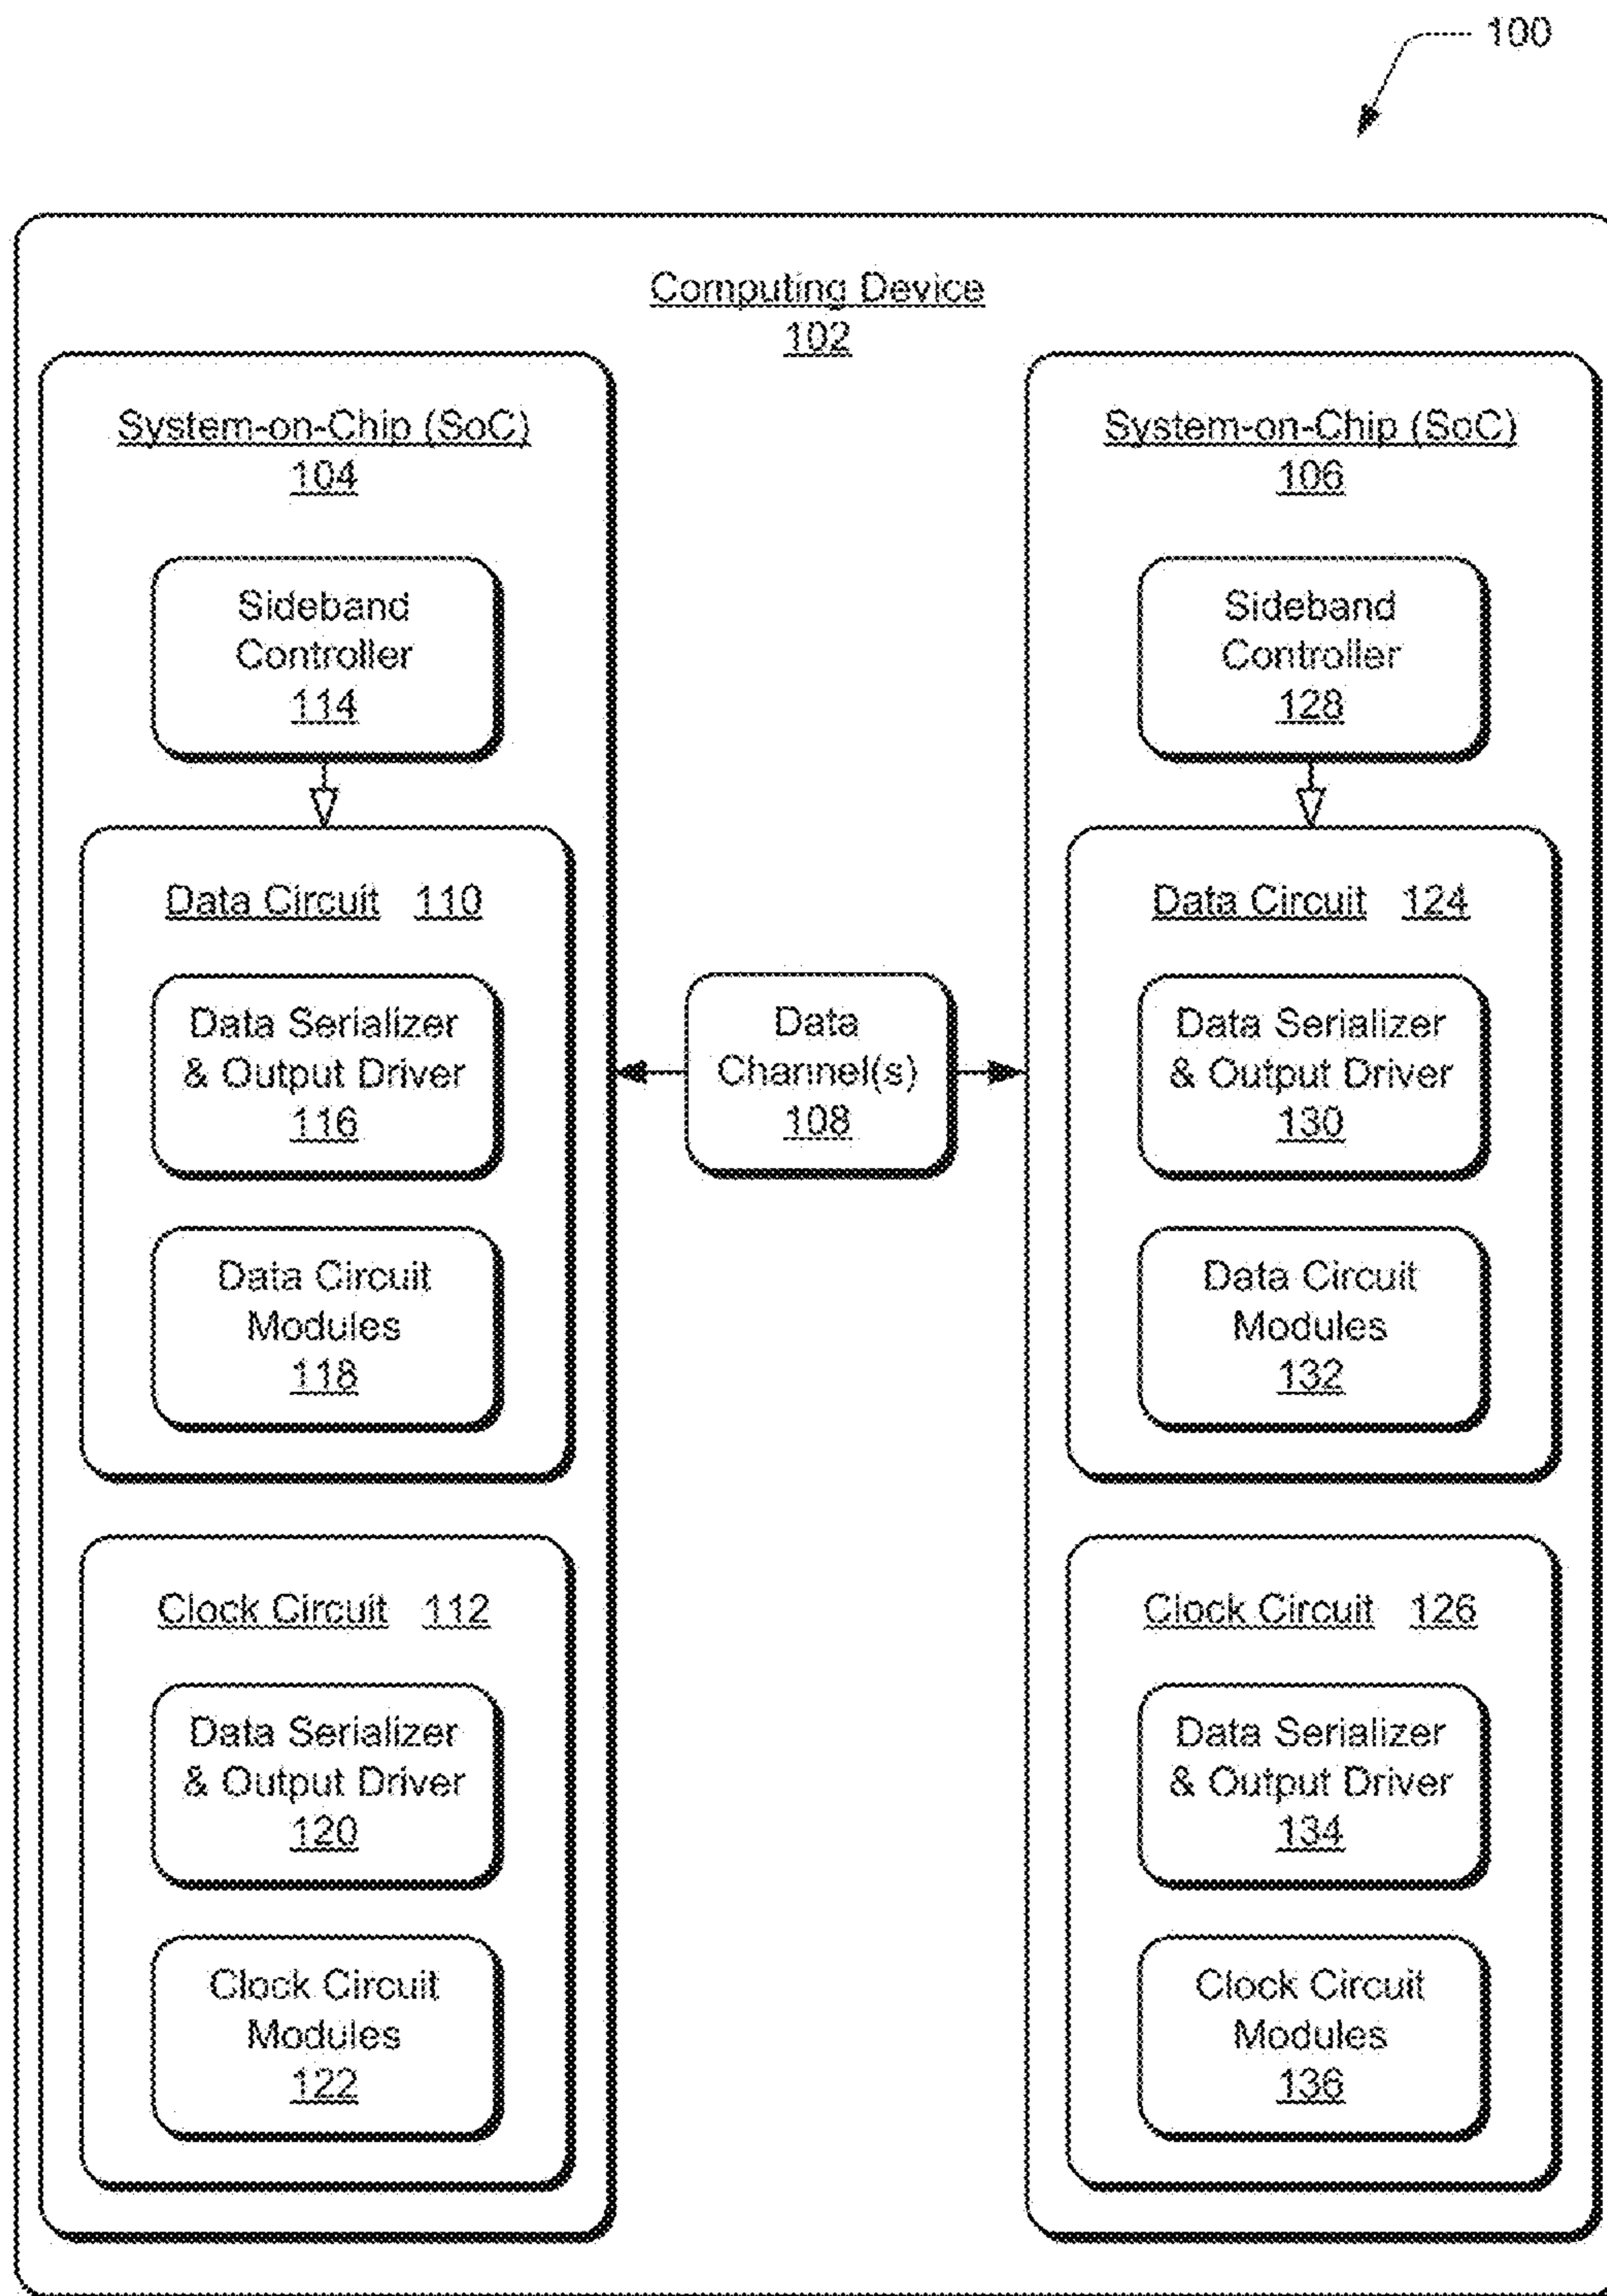 100
Computing Device
102
System-on-Chip (SoC)
104
Sideband
Controller
114
Data Circuit 110
Data Serializer
& Output Driver
116
Data Circuit
Modules
118
Clock Circuit 112
Data Serializer
& Output Driver
120
Clock Circuit
Modules
122
Data
Channel(s)
108
System-on-Chip (SoC)
106
Sideband
Controller
128
Data Circuit 124
Data Serializer
& Output Driver
130
Data Circuit
Modules
132
Clock Circuit 126
Data Serializer
& Output Driver
134
Clock Circuit
Modules
136